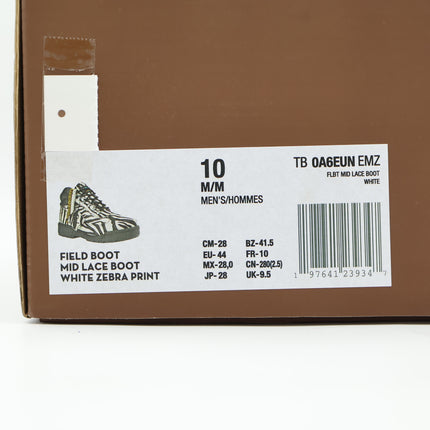 10
M/M
MEN'S/HOMMES
TB 0A6EUN EMZ
FLBT MID LACE BOOT
WHITE
FIELD BOOT
MID LACE BOOT
WHITE ZEBRA PRINT
CM-28 BZ-41.5
EU- 44 FR-10
MX-28,0 CN-280(2.5)
JP-28 UK-9.5
1 97641 23934 7